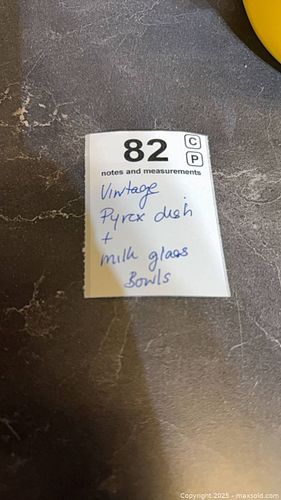 82 C
P
notes and measurements
Vintage
Pyrex dish
+
milk glass
Bowls
Copyright 2025 - maxsold.com